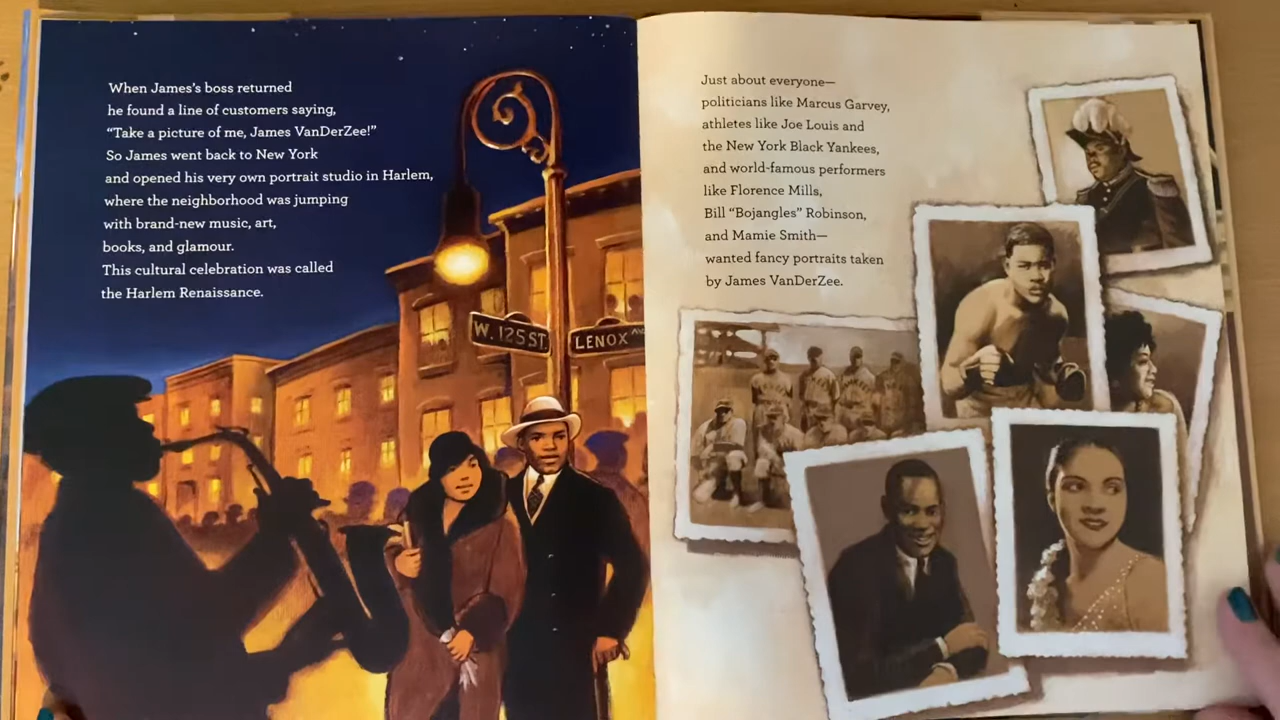 When James's boss returned
he found a line of customers saying,
“Take a picture of me, James VanDerZee!”
So James went back to New York
and opened his very own portrait studio in Harlem,
where the neighborhood was jumping
with brand-new music, art,
books, and glamour.
This cultural celebration was called
the Harlem Renaissance.
W. 125 ST.
LENOX AVE
Just about everyone—
politicians like Marcus Garvey,
athletes like Joe Louis and
the New York Black Yankees,
and world-famous performers
like Florence Mills,
Bill “Bojangles” Robinson,
and Mamie Smith—
wanted fancy portraits taken
by James VanDerZee.